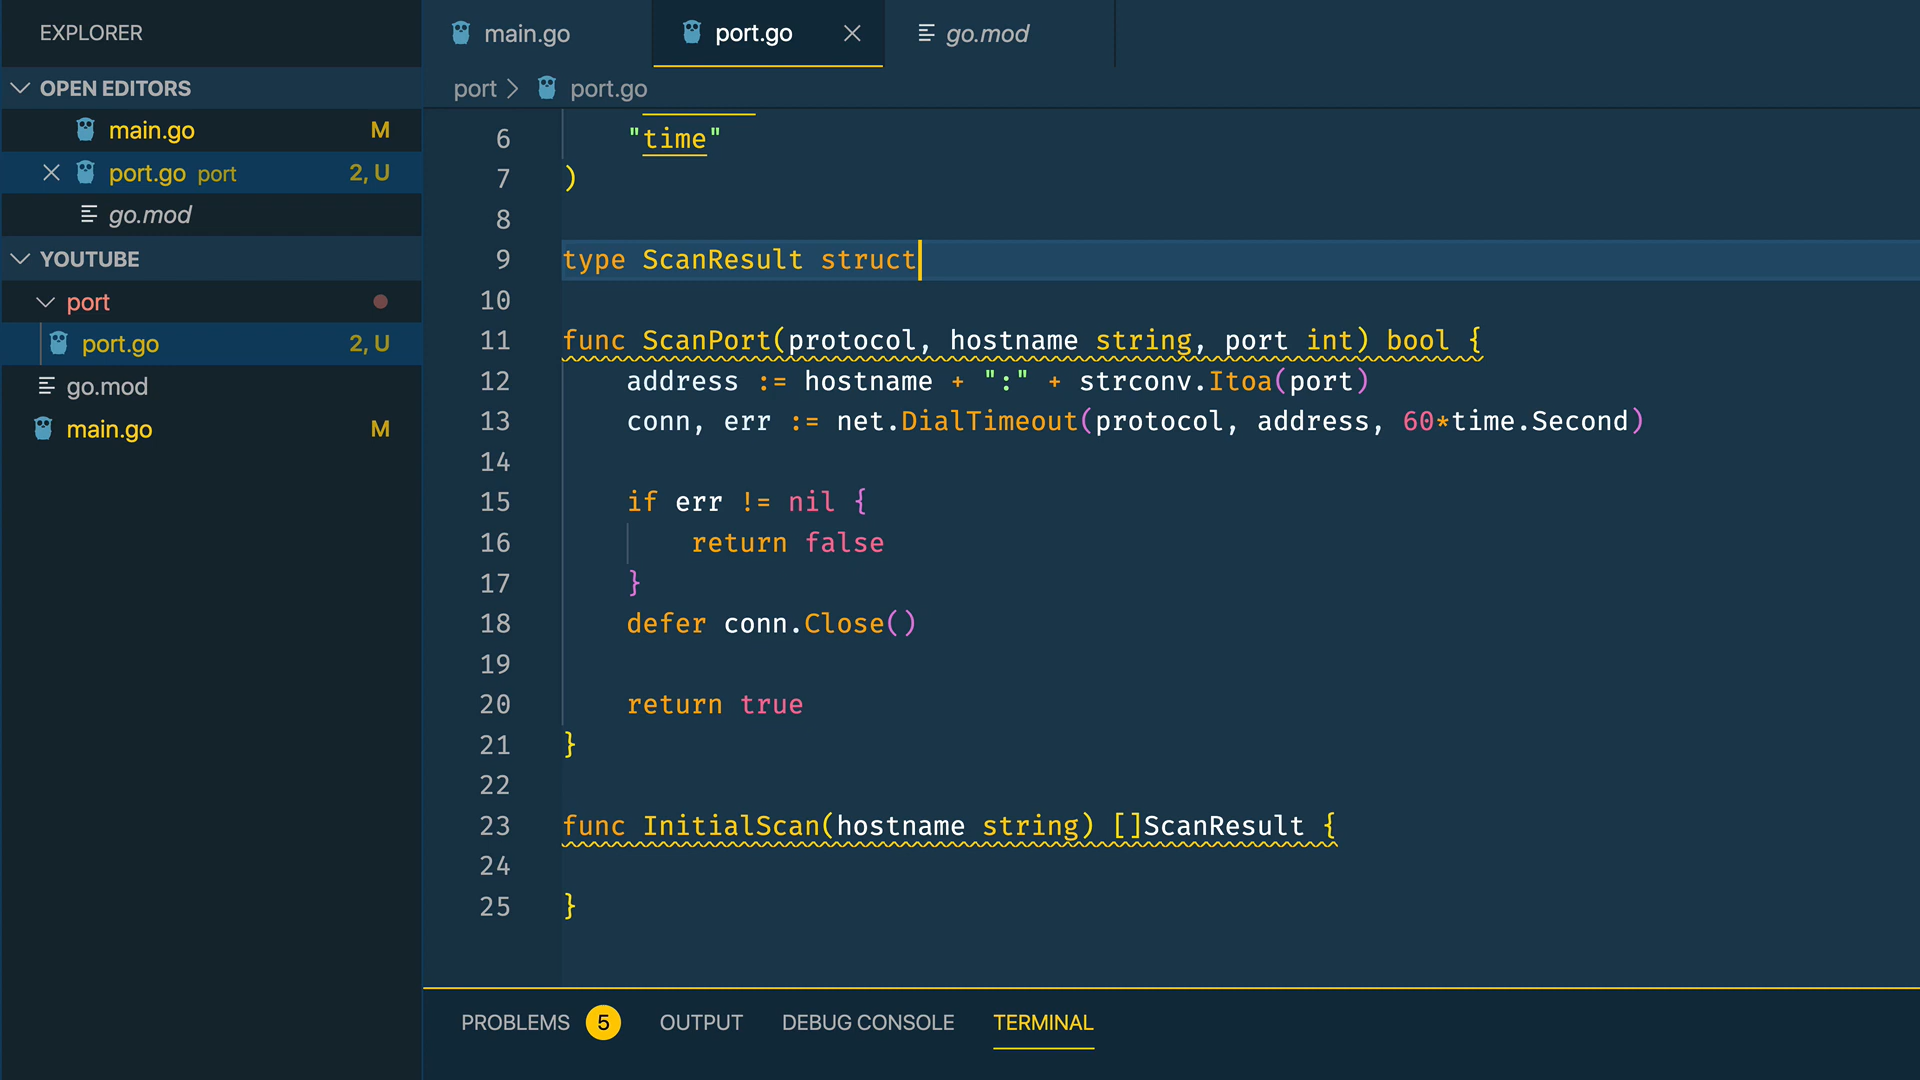 EXPLORER
OPEN EDITORS
main.go M
port.go port 2, U
go.mod
YOUTUBE
port
port.go 2, U
go.mod
main.go M
main.go port.go go.mod
port > port.go
6 "time"
7 )
8
9 type ScanResult struct
10
11 func ScanPort(protocol, hostname string, port int) bool {
12 address := hostname + ":" + strconv.Itoa(port)
13 conn, err := net.DialTimeout(protocol, address, 60*time.Second)
14
15 if err != nil {
16 return false
17 }
18 defer conn.Close()
19
20 return true
21 }
22
23 func InitialScan(hostname string) []ScanResult {
24
25 }
PROBLEMS 5 OUTPUT DEBUG CONSOLE TERMINAL